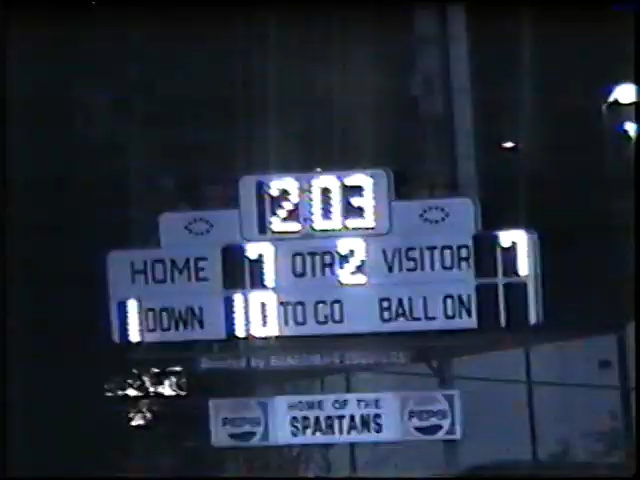 2:03
HOME 7 QTR 2 VISITOR 7
1 DOWN 10 TO GO BALL ON
PEPSI HOME OF THE SPARTANS PEPSI